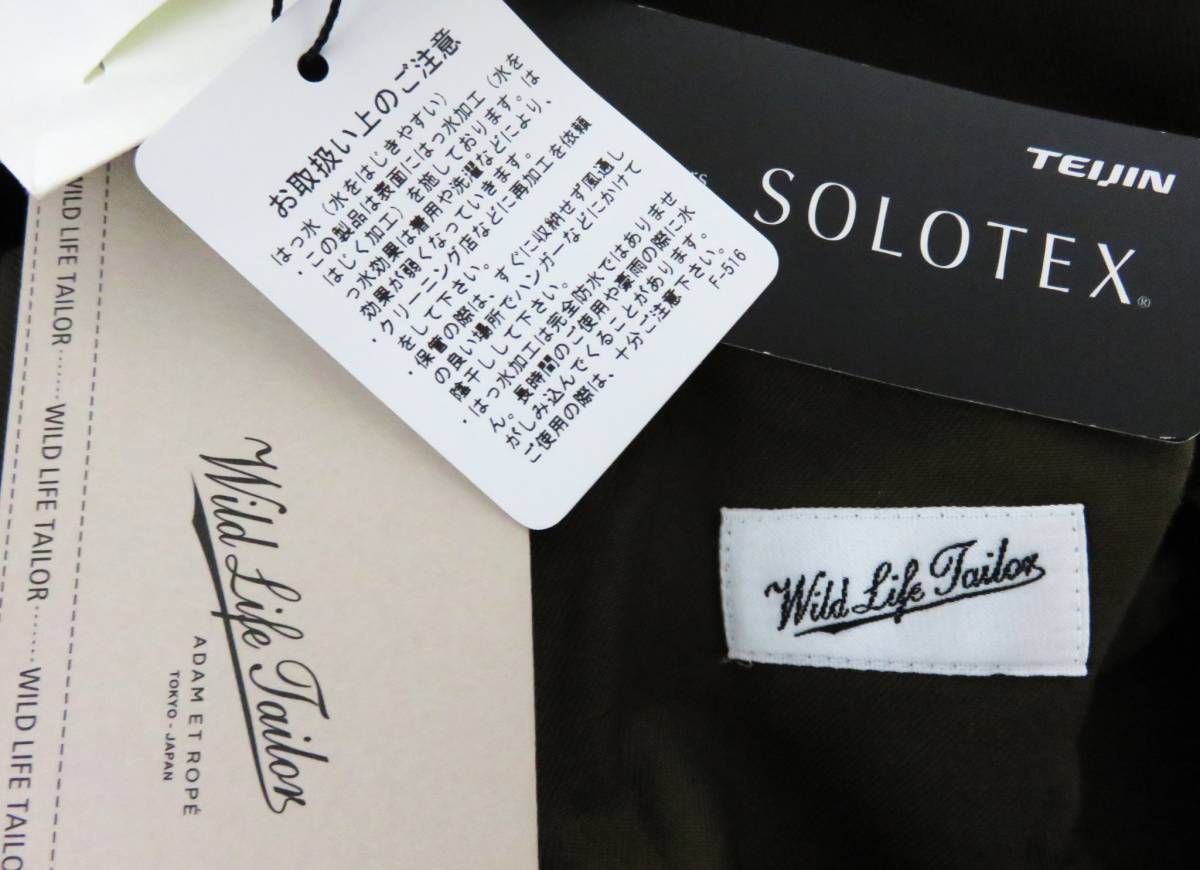 お取扱い上のご注意
はっ水（水をはじきやすい）
・この製品は表面にはっ水加工（水を
はじく加工）を施しております。は
っ水効果は着用や洗濯などにより、
効果が弱くなっていきます。
・クリーニング店などに再加工を依頼
をして下さい。
・保管の際は、すぐに収納せず風通し
の良い場所でハンガーなどにかけて
陰干しして下さい。
・はっ水加工は完全防水ではありませ
ん。長時間のご使用や豪雨の際に水
がしみ込んでくることがあります。
ご使用の際は、十分ご注意下さい。
F-516
TEIJIN
SOLOTEX®
WILD LIFE TAILOR ········ WILD LIFE TAILOR ······· WILD LIFE TAILOR
Wild Life Tailor
ADAM ET ROPÉ
TOKYO - JAPAN
Wild Life Tailor